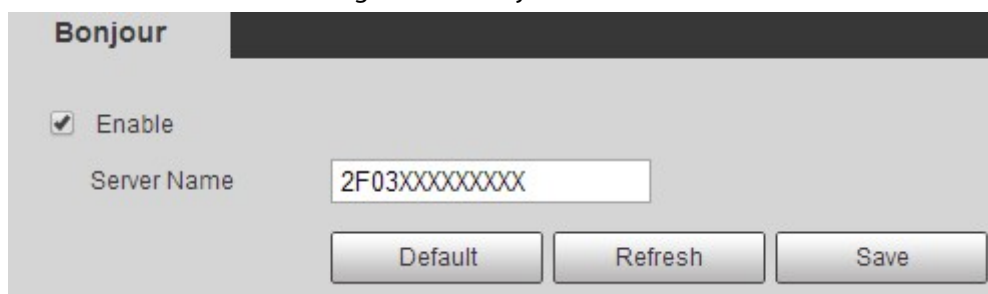 Bonjour
Enable
Server Name 2F03XXXXXXXXX
Default Refresh Save